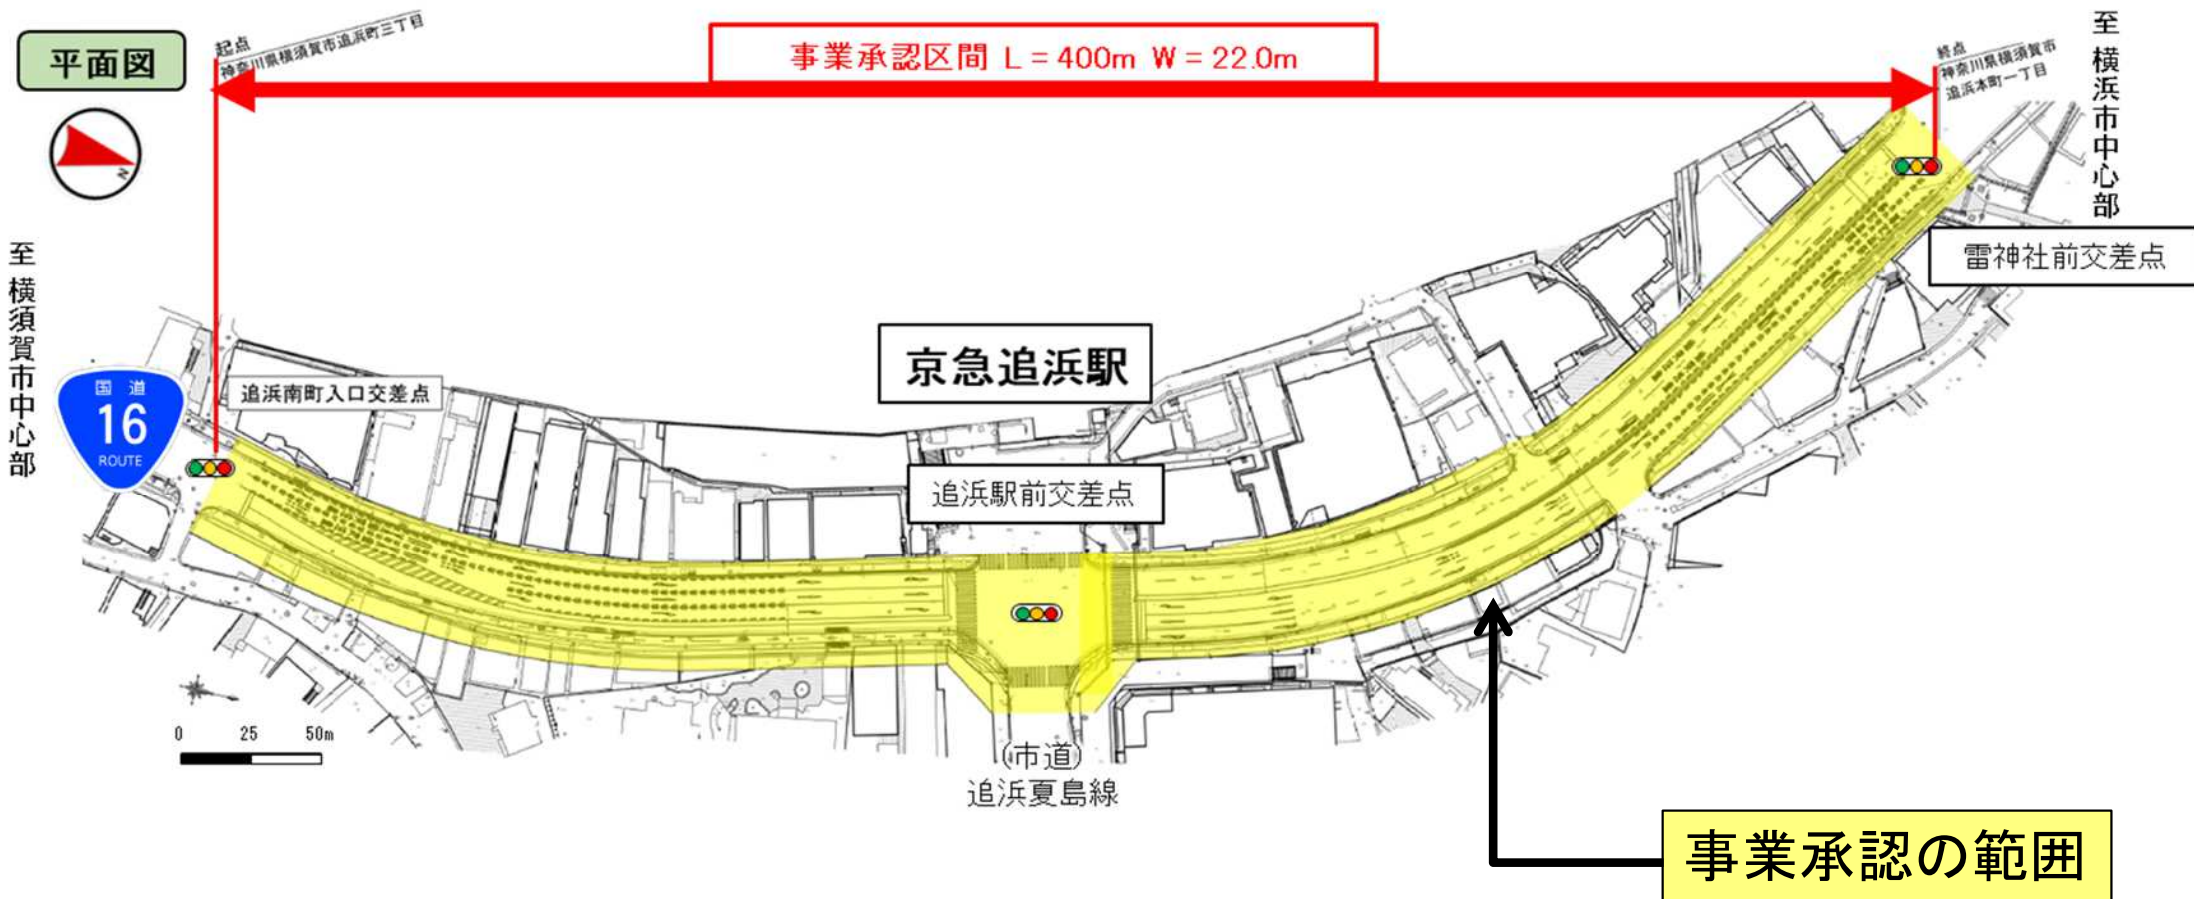 平面図
起点
神奈川県横須賀市追浜町三丁目
事業承認区間 L=400m W=22.0m
終点
神奈川県横須賀市
追浜本町一丁目
至 横浜市中心部
N
至 横須賀市中心部
雷神社前交差点
京急追浜駅
国道
16
ROUTE
追浜南町入口交差点
追浜駅前交差点
0 25 50m
(市道)
追浜夏島線
事業承認の範囲